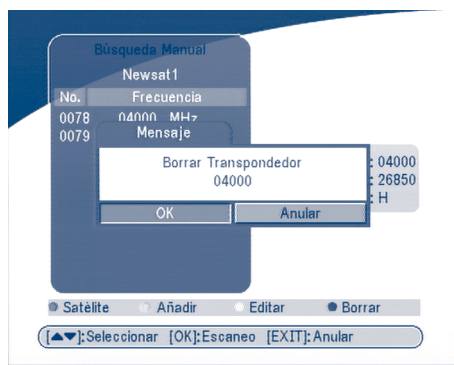 Búsqueda Manual
Newsat1
No. Frecuencia
0078 04000 MHz
0079
Mensaje
Borrar Transpondedor
04000
OK Anular
: 04000
: 26850
: H
Satèlite Añadir Editar Borrar
[▲▼]:Seleccionar [OK]:Escaneo [EXIT]:Anular